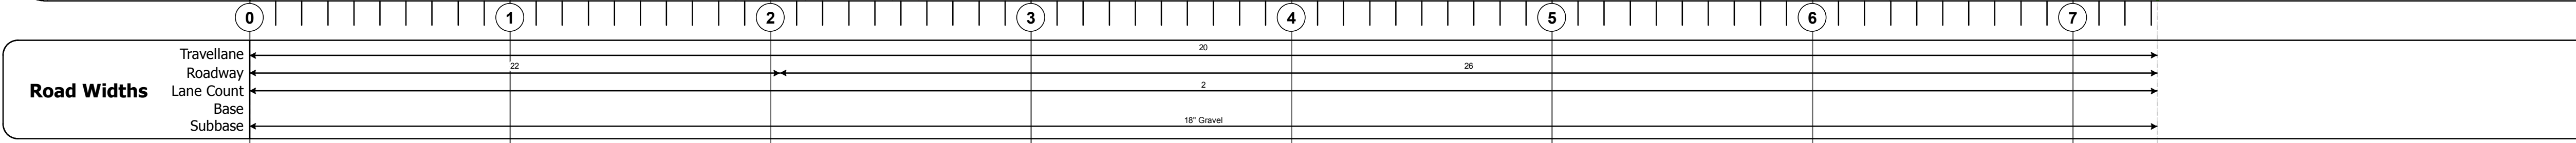 0 1 2 3 4 5 6 7
Road Widths
Travellane 20
Roadway 22 26
Lane Count 2
Base
Subbase 18" Gravel